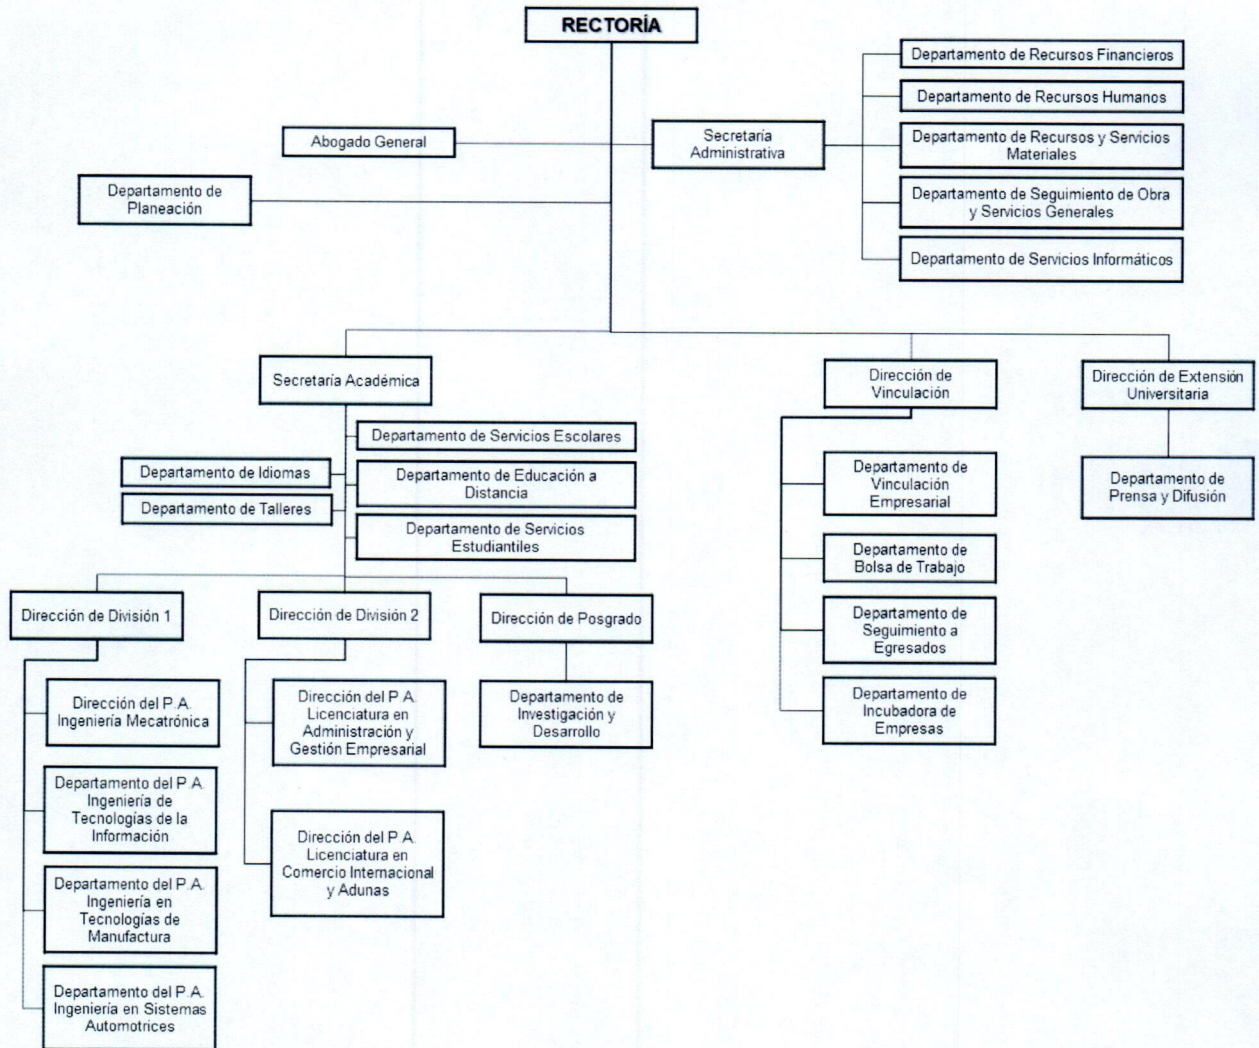 RECTORÍA
Departamento de Recursos Financieros
Departamento de Recursos Humanos
Abogado General
Secretaría
Administrativa
Departamento de Recursos y Servicios
Materiales
Departamento de
Planeación
Departamento de Seguimiento de Obra
y Servicios Generales
Departamento de Servicios Informáticos
Secretaría Académica
Dirección de
Vinculación
Dirección de Extensión
Universitaria
Departamento de Servicios Escolares
Departamento de Idiomas
Departamento de Educación a
Distancia
Departamento de Talleres
Departamento de Servicios
Estudiantiles
Departamento de
Vinculación
Empresarial
Departamento de
Prensa y Difusión
Departamento de
Bolsa de Trabajo
Departamento de
Seguimiento a
Egresados
Departamento de
Incubadora de
Empresas
Dirección de División 1
Dirección de División 2
Dirección de Posgrado
Dirección del P.A.
Ingeniería Mecatrónica
Dirección del P.A.
Licenciatura en
Administración y
Gestión Empresarial
Departamento de
Investigación y
Desarrollo
Departamento del P.A.
Ingeniería de
Tecnologías de la
Información
Dirección del P.A.
Licenciatura en
Comercio Internacional
y Adunas
Departamento del P.A.
Ingeniería en
Tecnologías de
Manufactura
Departamento del P.A.
Ingeniería en Sistemas
Automotrices